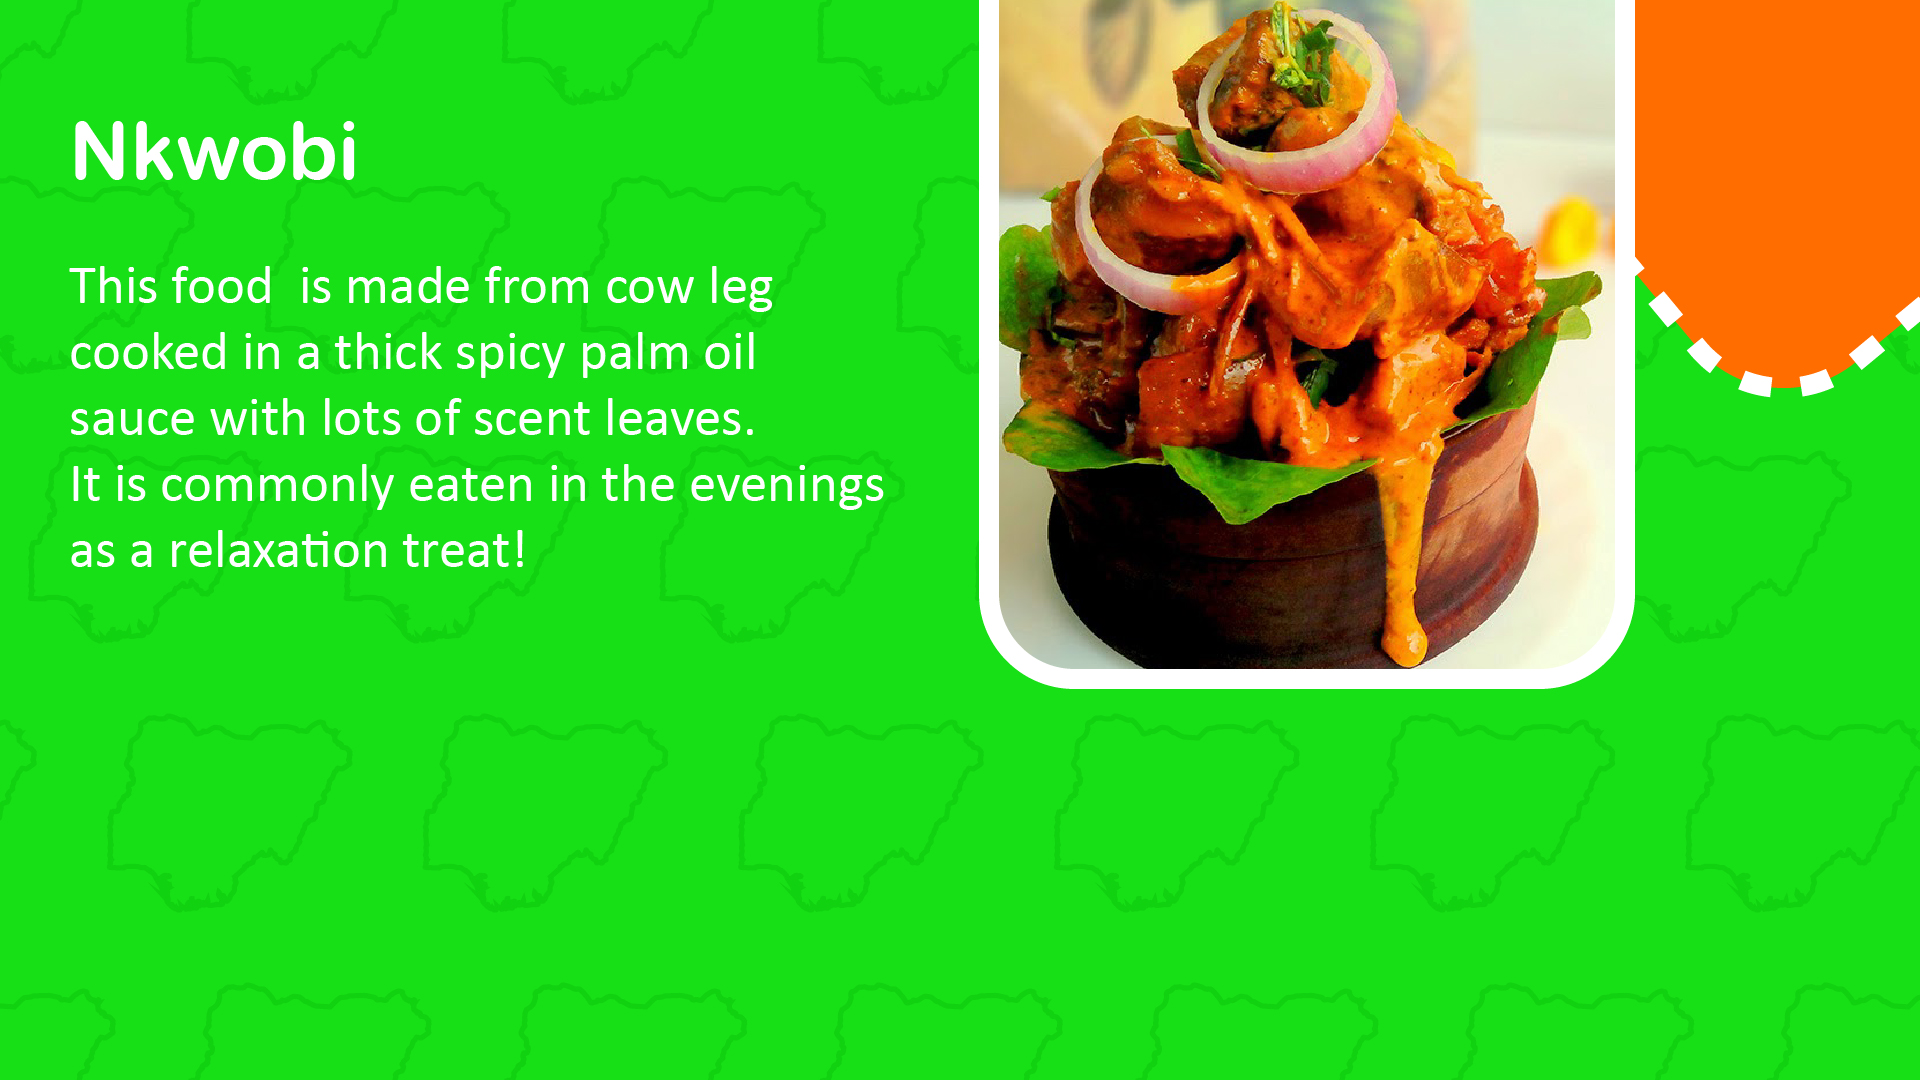 Nkwobi
This food  is made from cow leg
cooked in a thick spicy palm oil
sauce with lots of scent leaves.
It is commonly eaten in the evenings
as a relaxation treat!